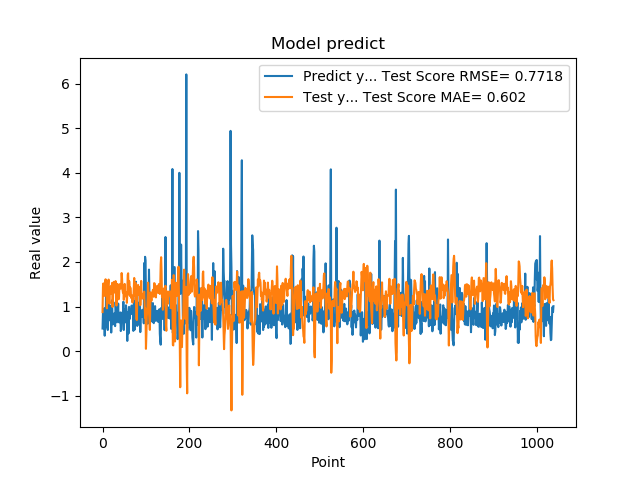 Model predict
Predict y... Test Score RMSE= 0.7718
Test y... Test Score MAE= 0.602
Real value
6
5
4
3
2
1
0
−1
0 200 400 600 800 1000
Point